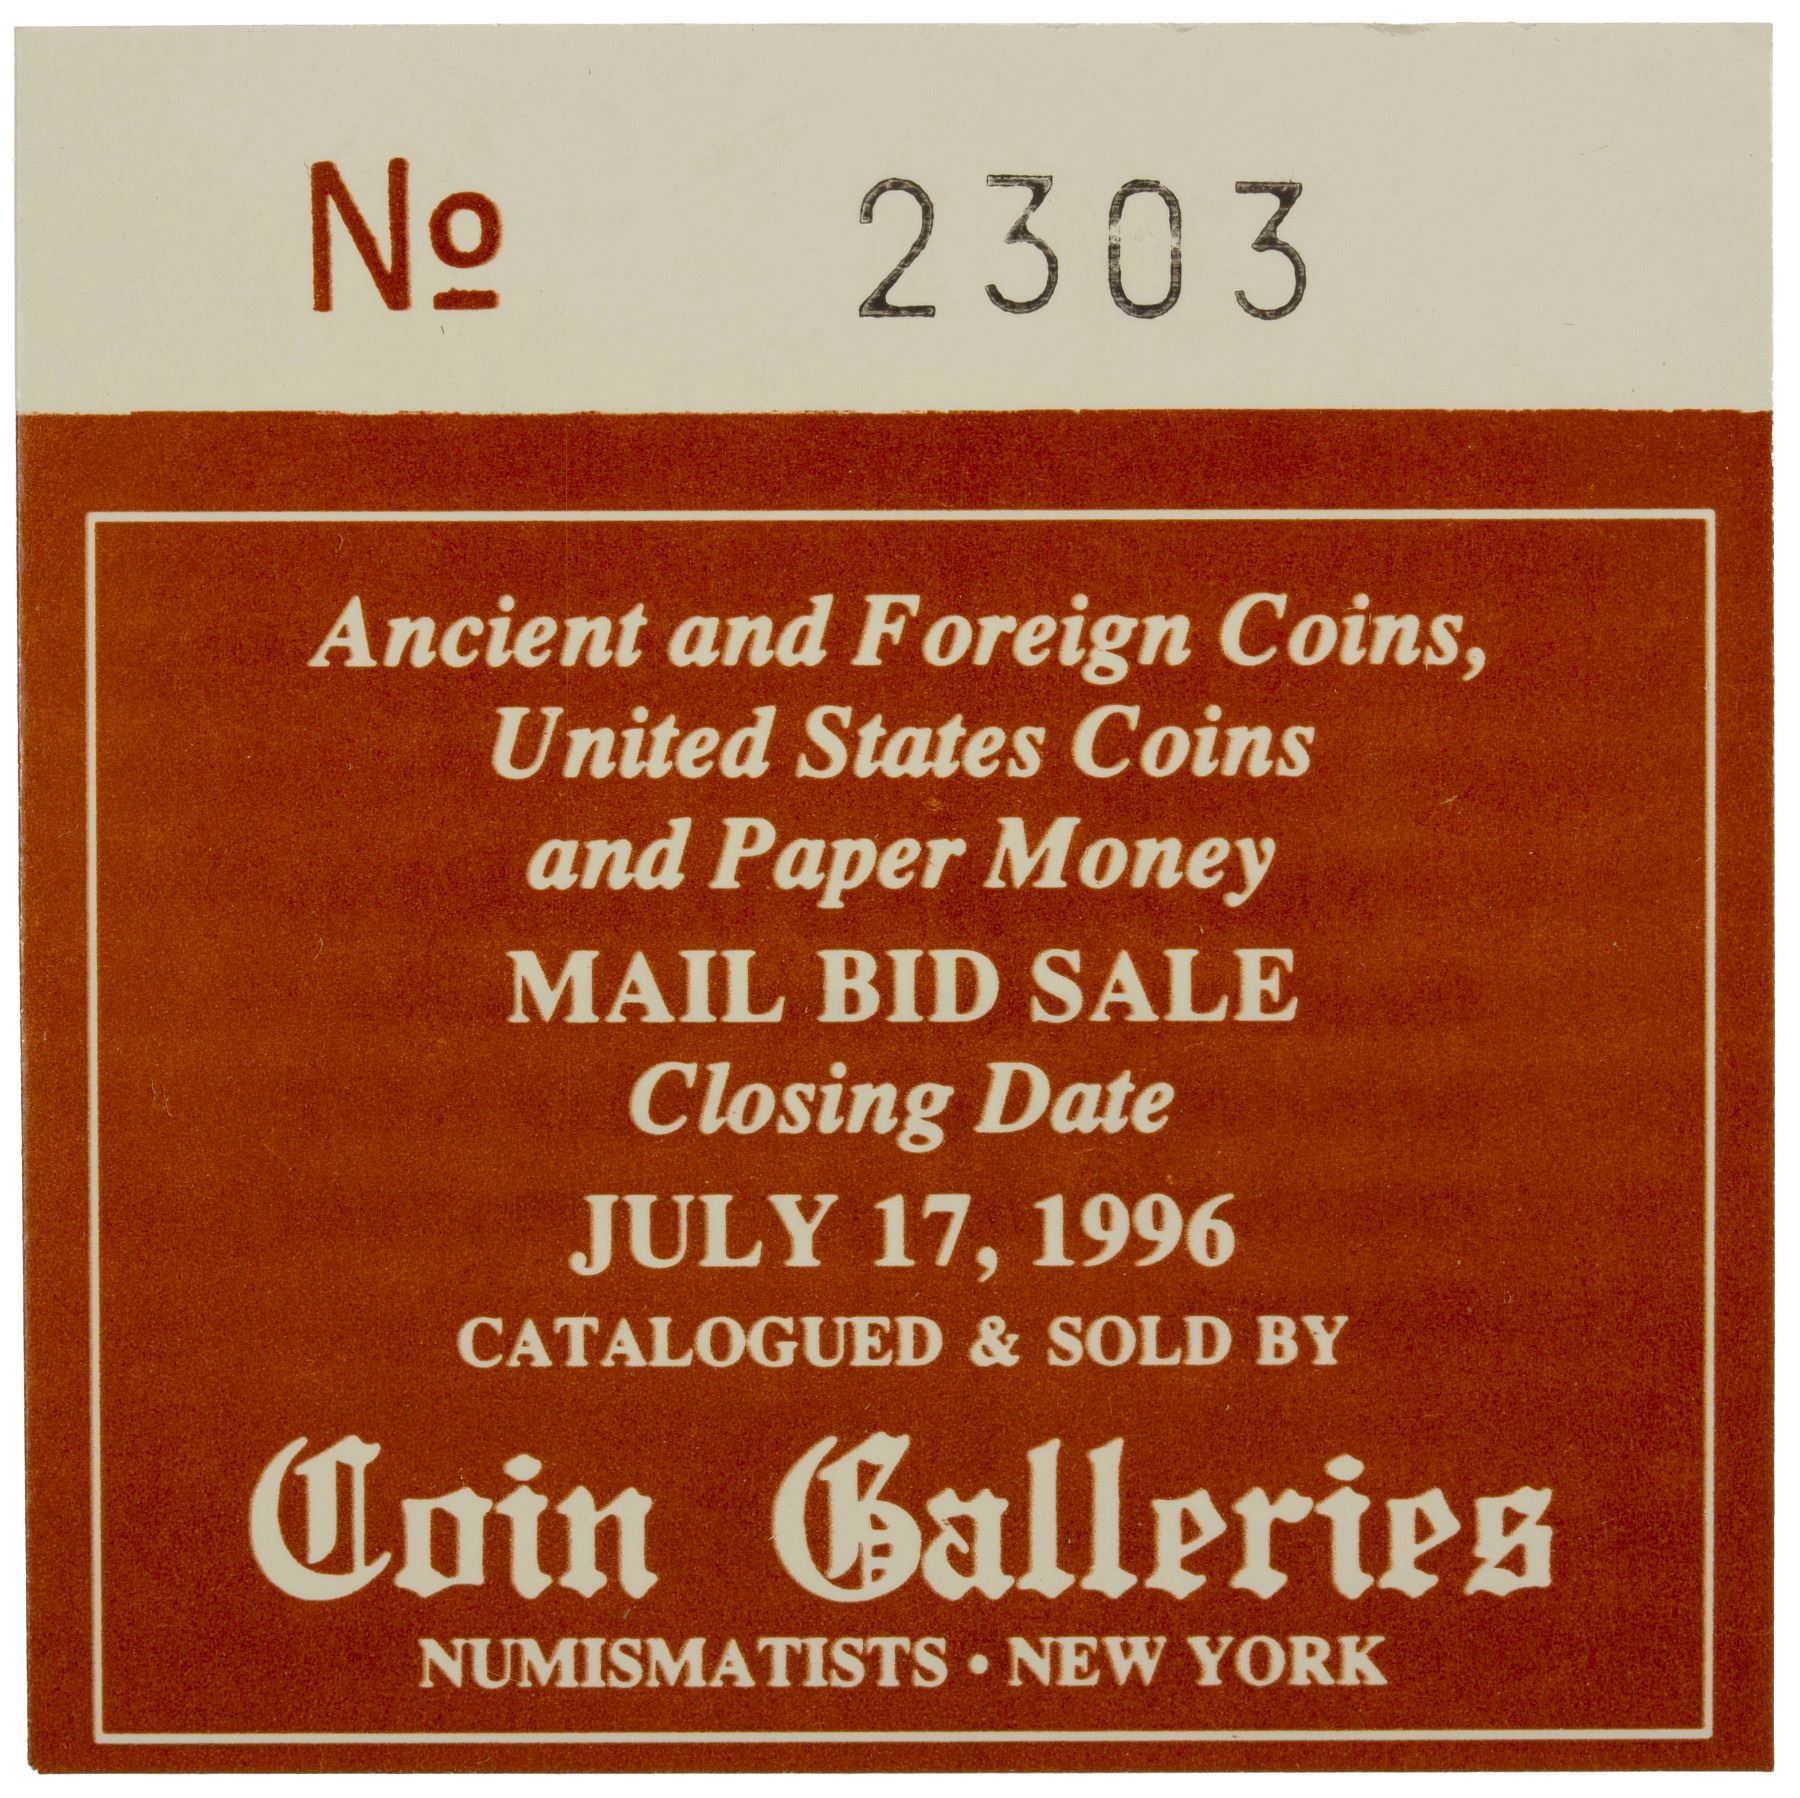 No 2303
Ancient and Foreign Coins,
United States Coins
and Paper Money
MAIL BID SALE
Closing Date
JULY 17, 1996
CATALOGUED & SOLD BY
Coin Galleries
NUMISMATISTS • NEW YORK